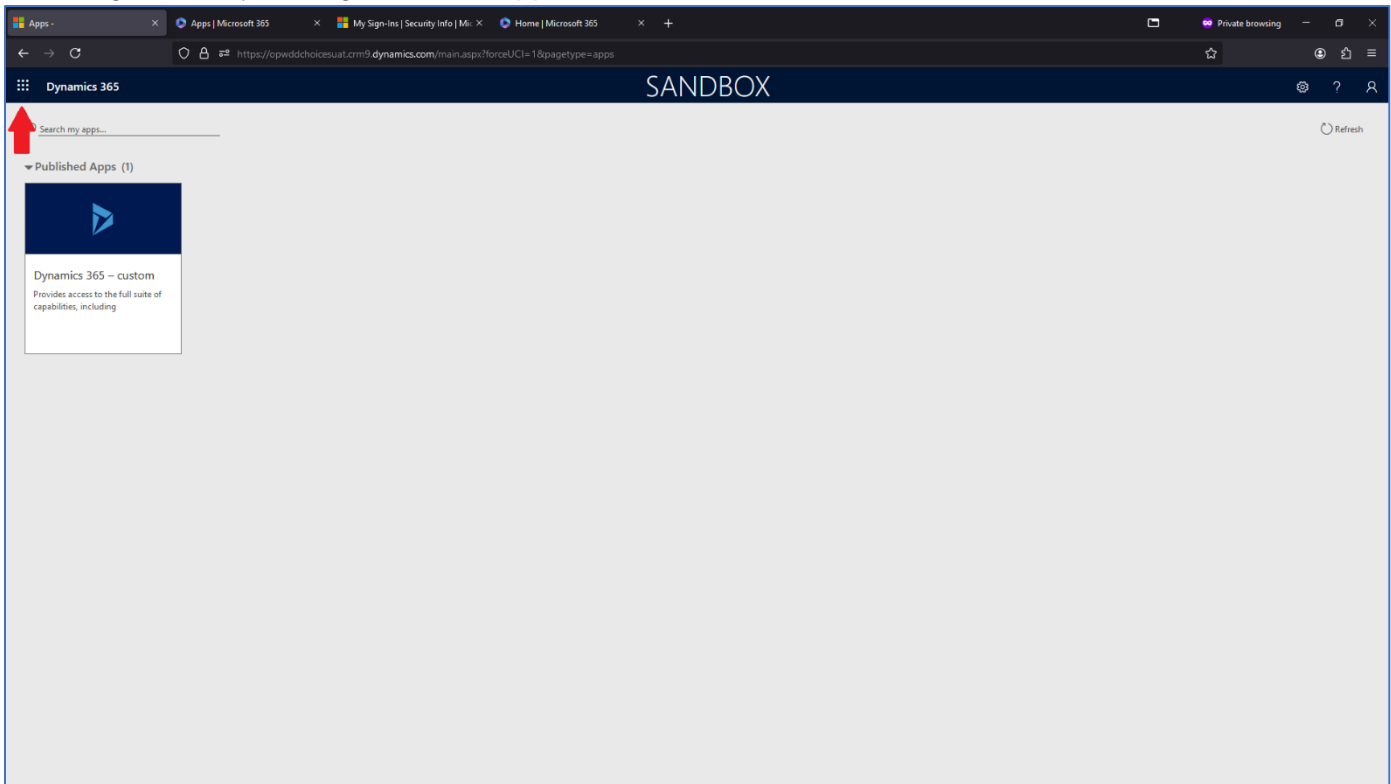 Apps -
Apps | Microsoft 365
My Sign-Ins | Security Info | Mic
Home | Microsoft 365
Private browsing
https://opwddchoicesuat.crm9.dynamics.com/main.aspx?forceUCI=1&pagetype=apps
Dynamics 365
SANDBOX
?
Search my apps...
Refresh
Published Apps (1)
Dynamics 365 – custom
Provides access to the full suite of
capabilities, including